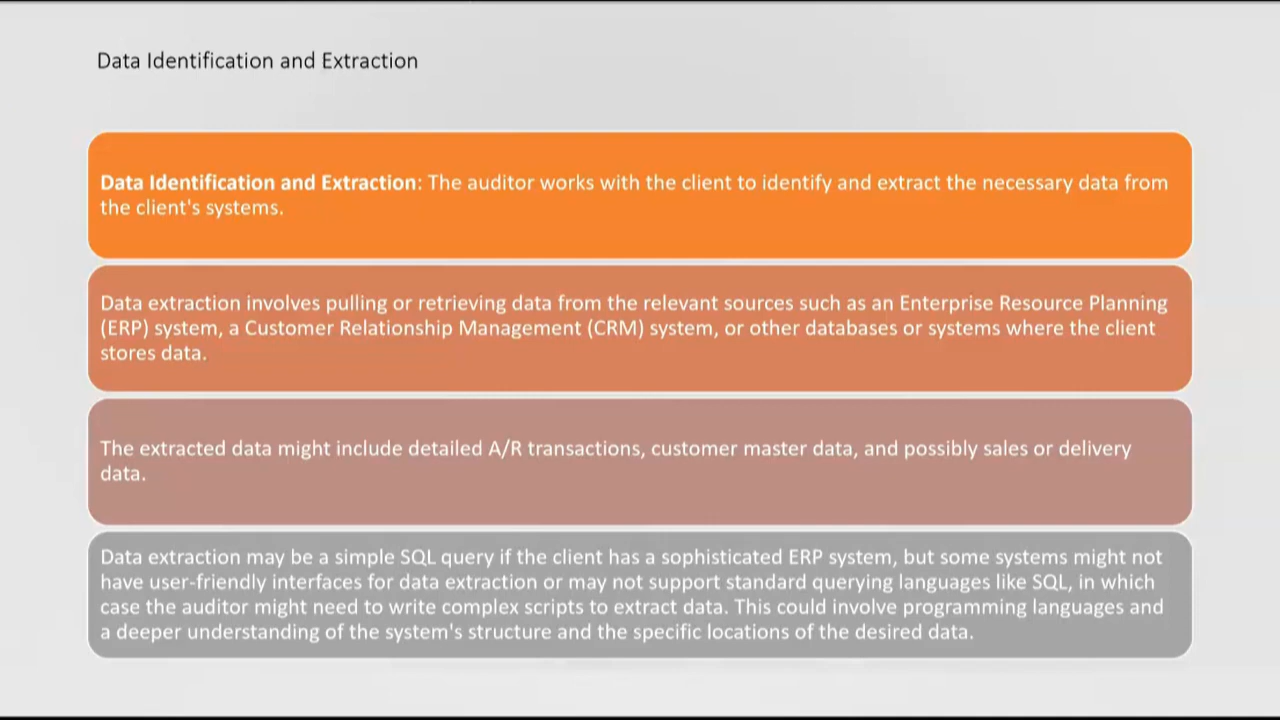 Data Identification and Extraction
Data Identification and Extraction: The auditor works with the client to identify and extract the necessary data from
the client's systems.
Data extraction involves pulling or retrieving data from the relevant sources such as an Enterprise Resource Planning
(ERP) system, a Customer Relationship Management (CRM) system, or other databases or systems where the client
stores data.
The extracted data might include detailed A/R transactions, customer master data, and possibly sales or delivery
data.
Data extraction may be a simple SQL query if the client has a sophisticated ERP system, but some systems might not
have user-friendly interfaces for data extraction or may not support standard querying languages like SQL, in which
case the auditor might need to write complex scripts to extract data. This could involve programming languages and
a deeper understanding of the system's structure and the specific locations of the desired data.